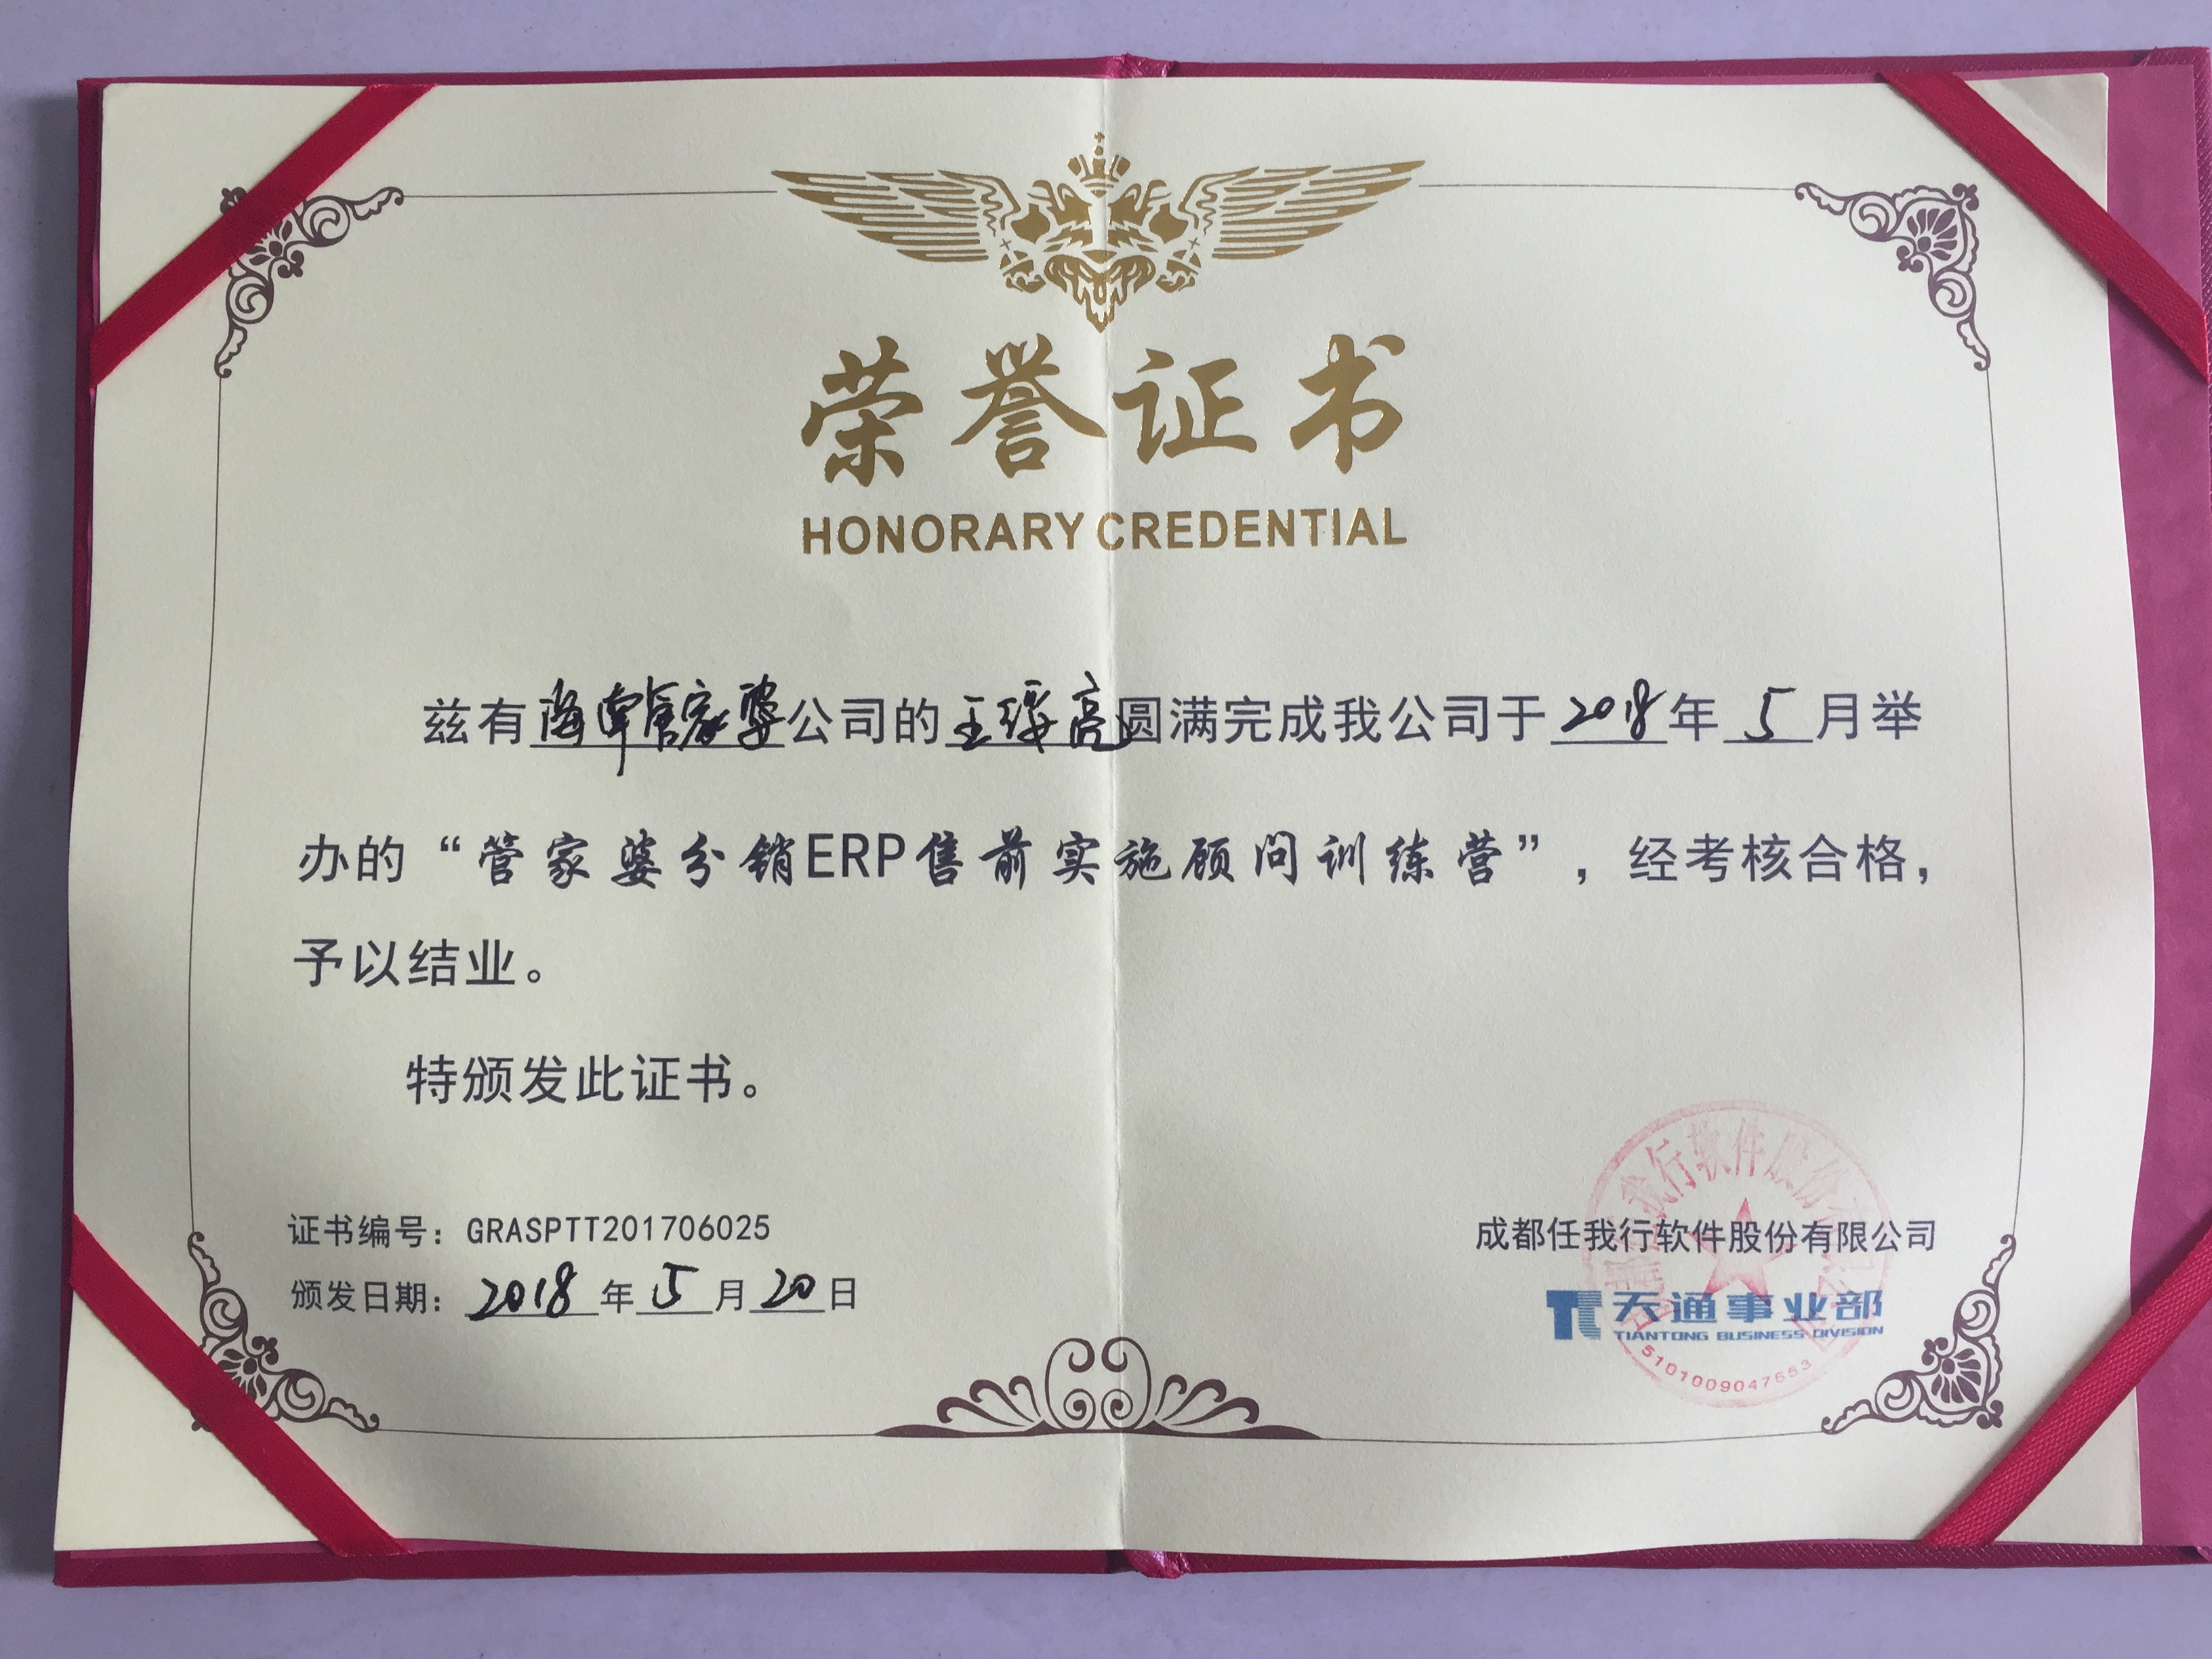 荣誉证书
HONORARY CREDENTIAL
兹有海南管家婆公司的王绥亮圆满完成我公司于2018年5月举
办的“管家婆分销ERP售前实施顾问训练营”，经考核合格，
予以结业。
特颁发此证书。
证书编号：GRASPTT201706025
颁发日期：2018年5月20日
成都任我行软件股份有限公司
天通事业部
TIANTONG BUSINESS DIVISION
5101009047553